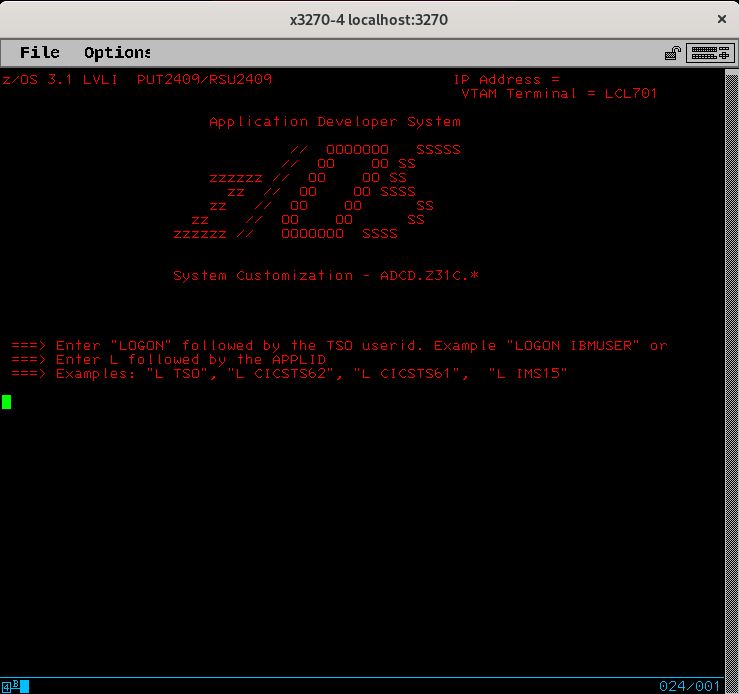 x3270-4 localhost:3270
File Options
z/OS 3.1 LVLI  PUT2409/RSU2409                    IP Address =
VTAM Terminal = LCL701
Application Developer System
//  OOOOOOO   SSSSS
//  OO    OO SS
zzzzzz //  OO    OO SS
zz  //  OO    OO SSSS
zz   //  OO    OO      SS
zz    //  OO    OO      SS
zzzzzz //   OOOOOOO  SSSS
System Customization - ADCD.Z31C.*
===> Enter "LOGON" followed by the TSO userid. Example "LOGON IBMUSER" or
===> Enter L followed by the APPLID
===> Examples: "L TSO", "L CICSTS62", "L CICSTS61",  "L IMS15"
4B 024/001